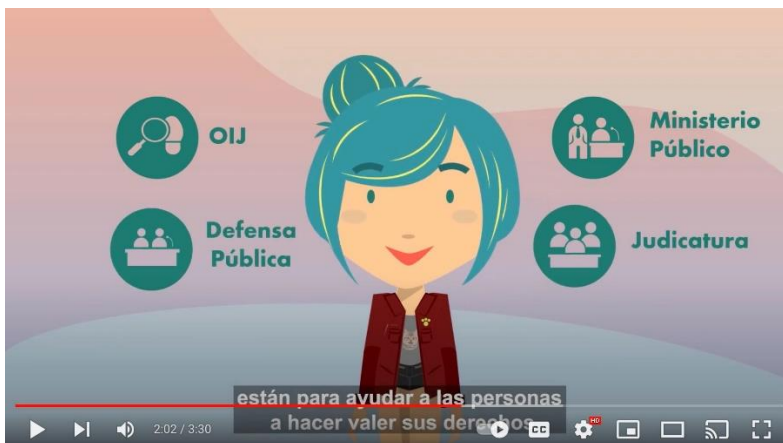 OIJ
Ministerio
Público
Defensa
Pública
Judicatura
están para ayudar a las personas
a hacer valer sus derechos.
2:02 / 3:30
CC
HD